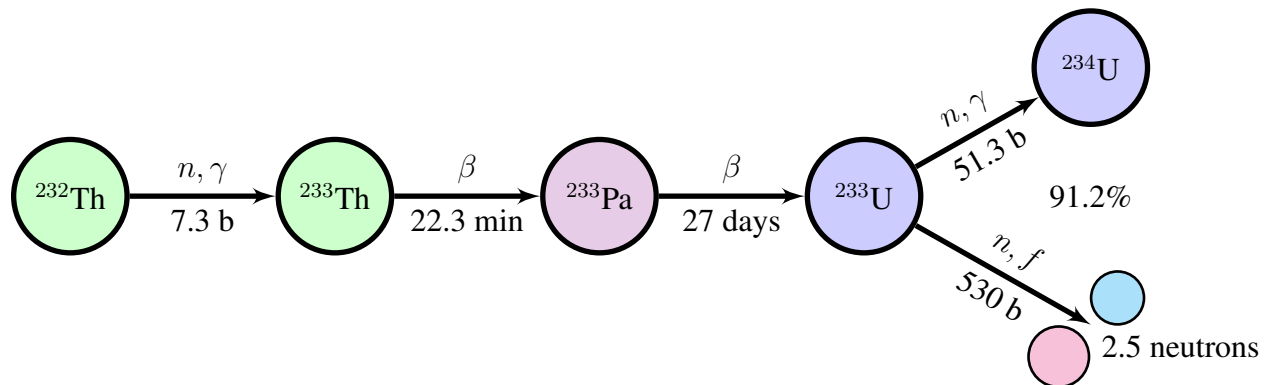 ²³⁴U
n, γ
51.3 b
²³²Th
n, γ
7.3 b
²³³Th
β
22.3 min
²³³Pa
β
27 days
²³³U
91.2%
n, f
530 b
2.5 neutrons